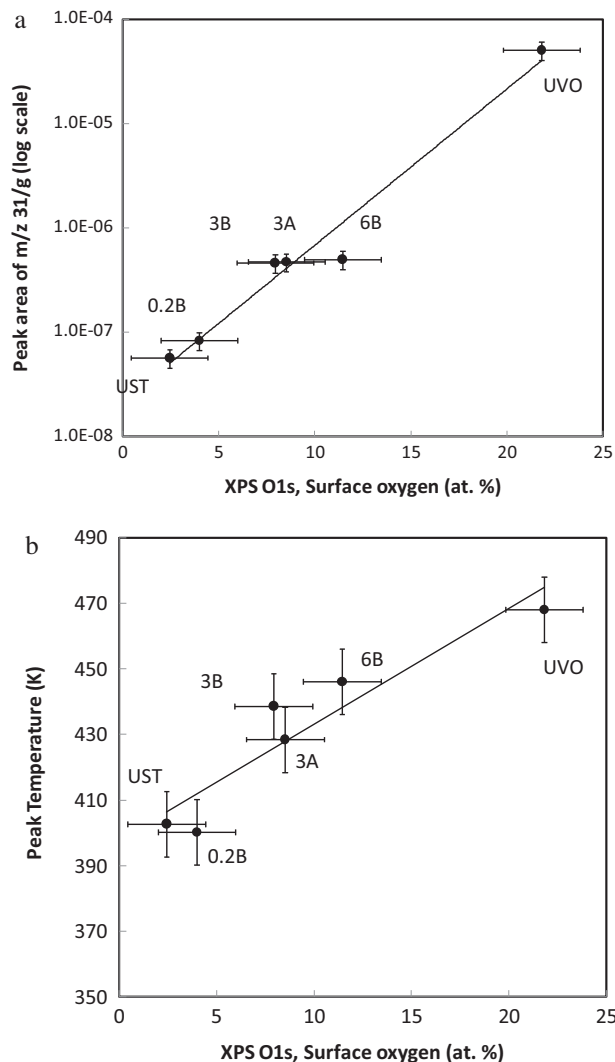 a
1.0E-04
1.0E-05
1.0E-06
1.0E-07
1.0E-08
Peak area of m/z 31/g (log scale)
UVO
3B 3A 6B
0.2B
UST
0 5 10 15 20 25
XPS O1s, Surface oxygen (at. %)
b
490
470
450
430
410
390
370
350
Peak Temperature (K)
6B
3B
UVO
3A
UST
0.2B
0 5 10 15 20 25
XPS O1s, Surface oxygen (at. %)